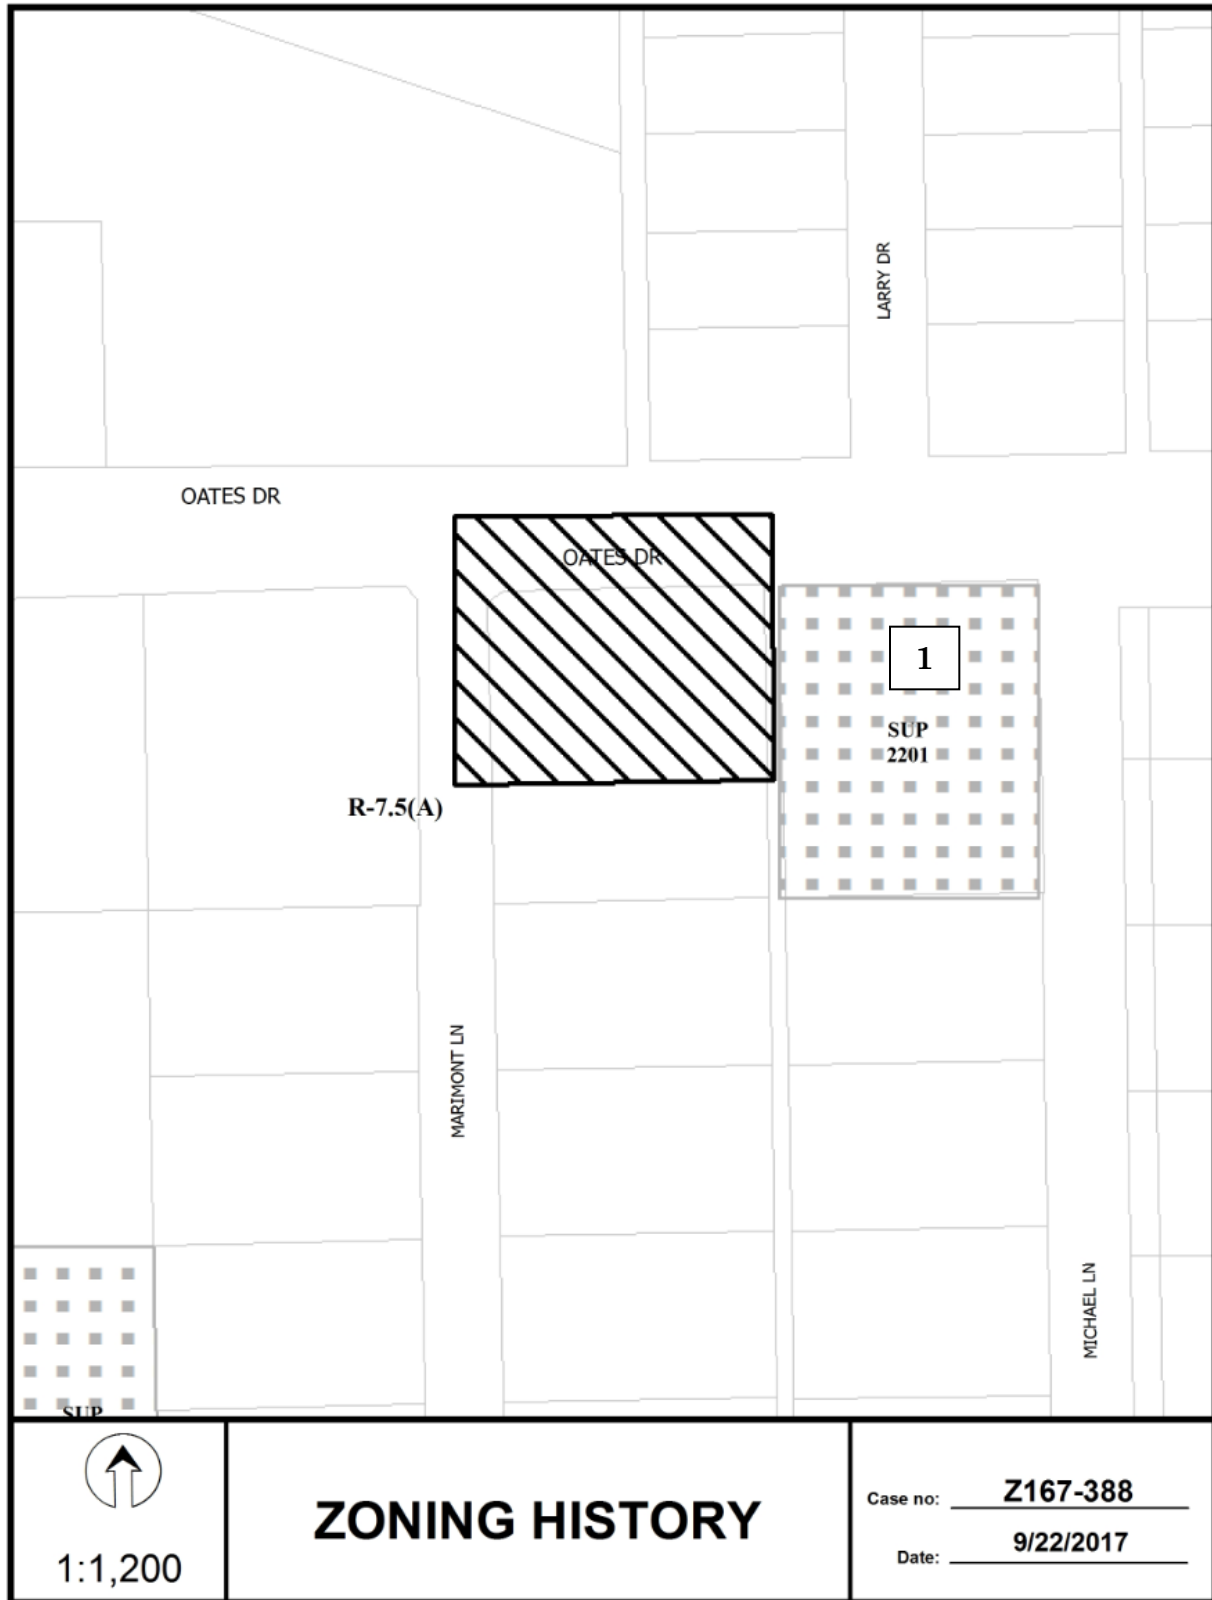 LARRY DR
OATES DR
OATES DR
1
SUP
2201
R-7.5(A)
MARIMONT LN
MICHAEL LN
SUP
1:1,200
ZONING HISTORY
Case no: Z167-388
Date: 9/22/2017